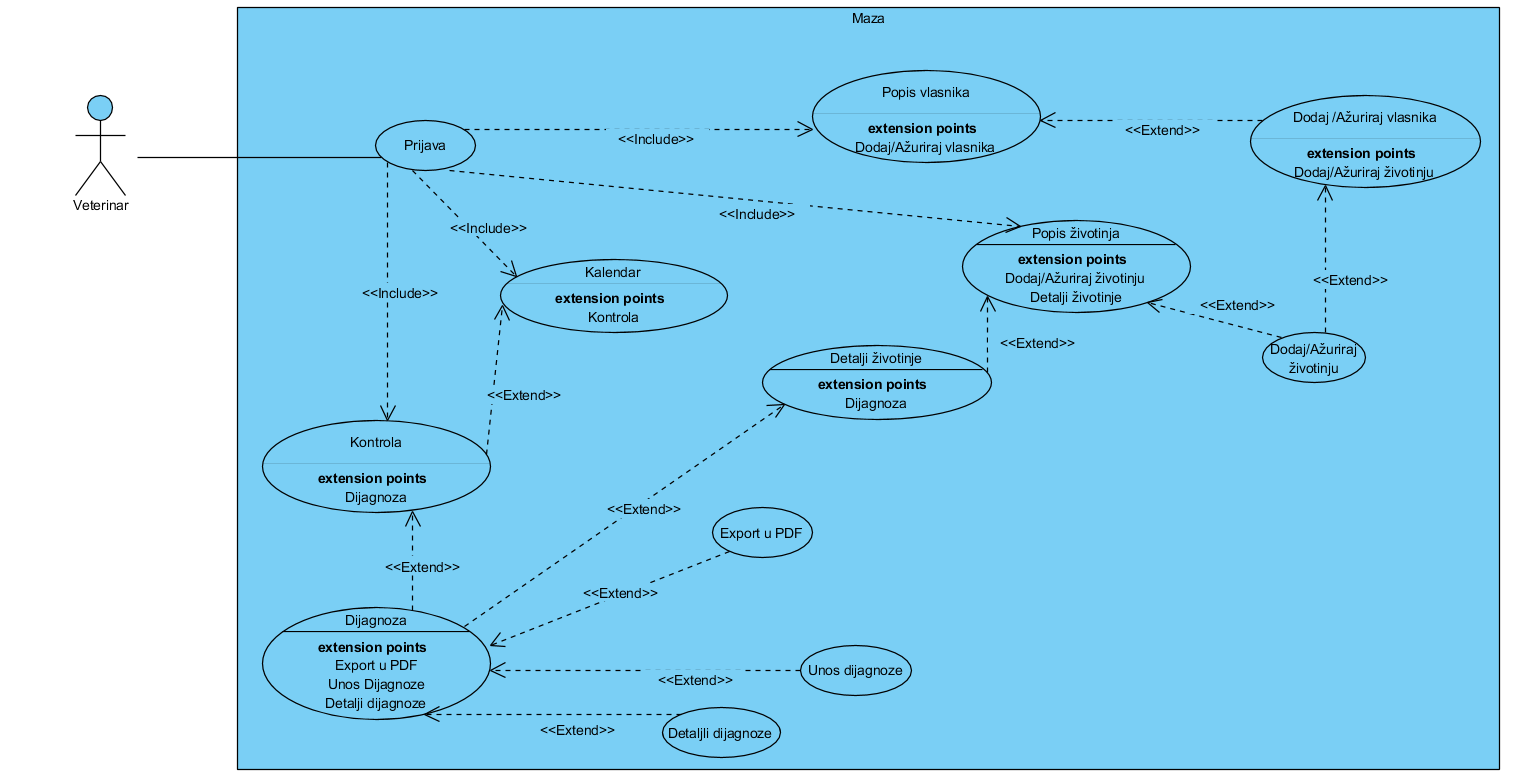 Maza
Veterinar
Prijava
<<Include>>
Popis vlasnika
extension points
Dodaj/Ažuriraj vlasnika
<<Extend>>
Dodaj /Ažuriraj vlasnika
extension points
Dodaj/Ažuriraj životinju
<<Include>>
<<Include>>
<<Include>>
Kalendar
extension points
Kontrola
Popis životinja
extension points
Dodaj/Ažuriraj životinju
Detalji životinje
<<Extend>>
<<Extend>>
Dodaj/Ažuriraj
životinju
<<Extend>>
Detalji životinje
extension points
Dijagnoza
<<Extend>>
Kontrola
extension points
Dijagnoza
<<Extend>>
<<Extend>>
Export u PDF
<<Extend>>
Dijagnoza
extension points
Export u PDF
Unos Dijagnoze
Detalji dijagnoze
<<Extend>>
Unos dijagnoze
<<Extend>>
Detaljli dijagnoze